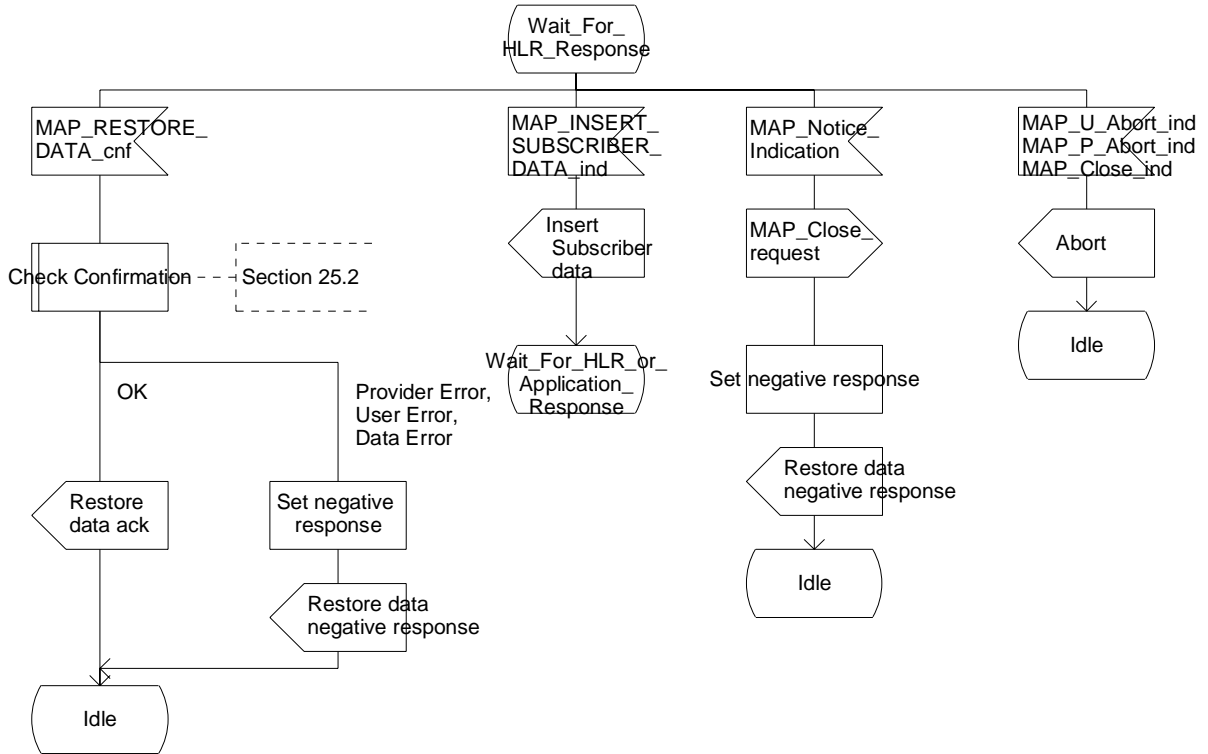 Wait_For_
HLR_Response
MAP_RESTORE_
DATA_cnf
MAP_INSERT_
SUBSCRIBER_
DATA_ind
MAP_Notice_
Indication
MAP_U_Abort_ind
MAP_P_Abort_ind
MAP_Close_ind
Check Confirmation
Section 25.2
Insert
Subscriber
data
MAP_Close_
request
Abort
Idle
OK
Provider Error,
User Error,
Data Error
Wait_For_HLR_or_
Application_
Response
Set negative response
Restore
data ack
Set negative
response
Restore data
negative response
Restore data
negative response
Idle
Idle